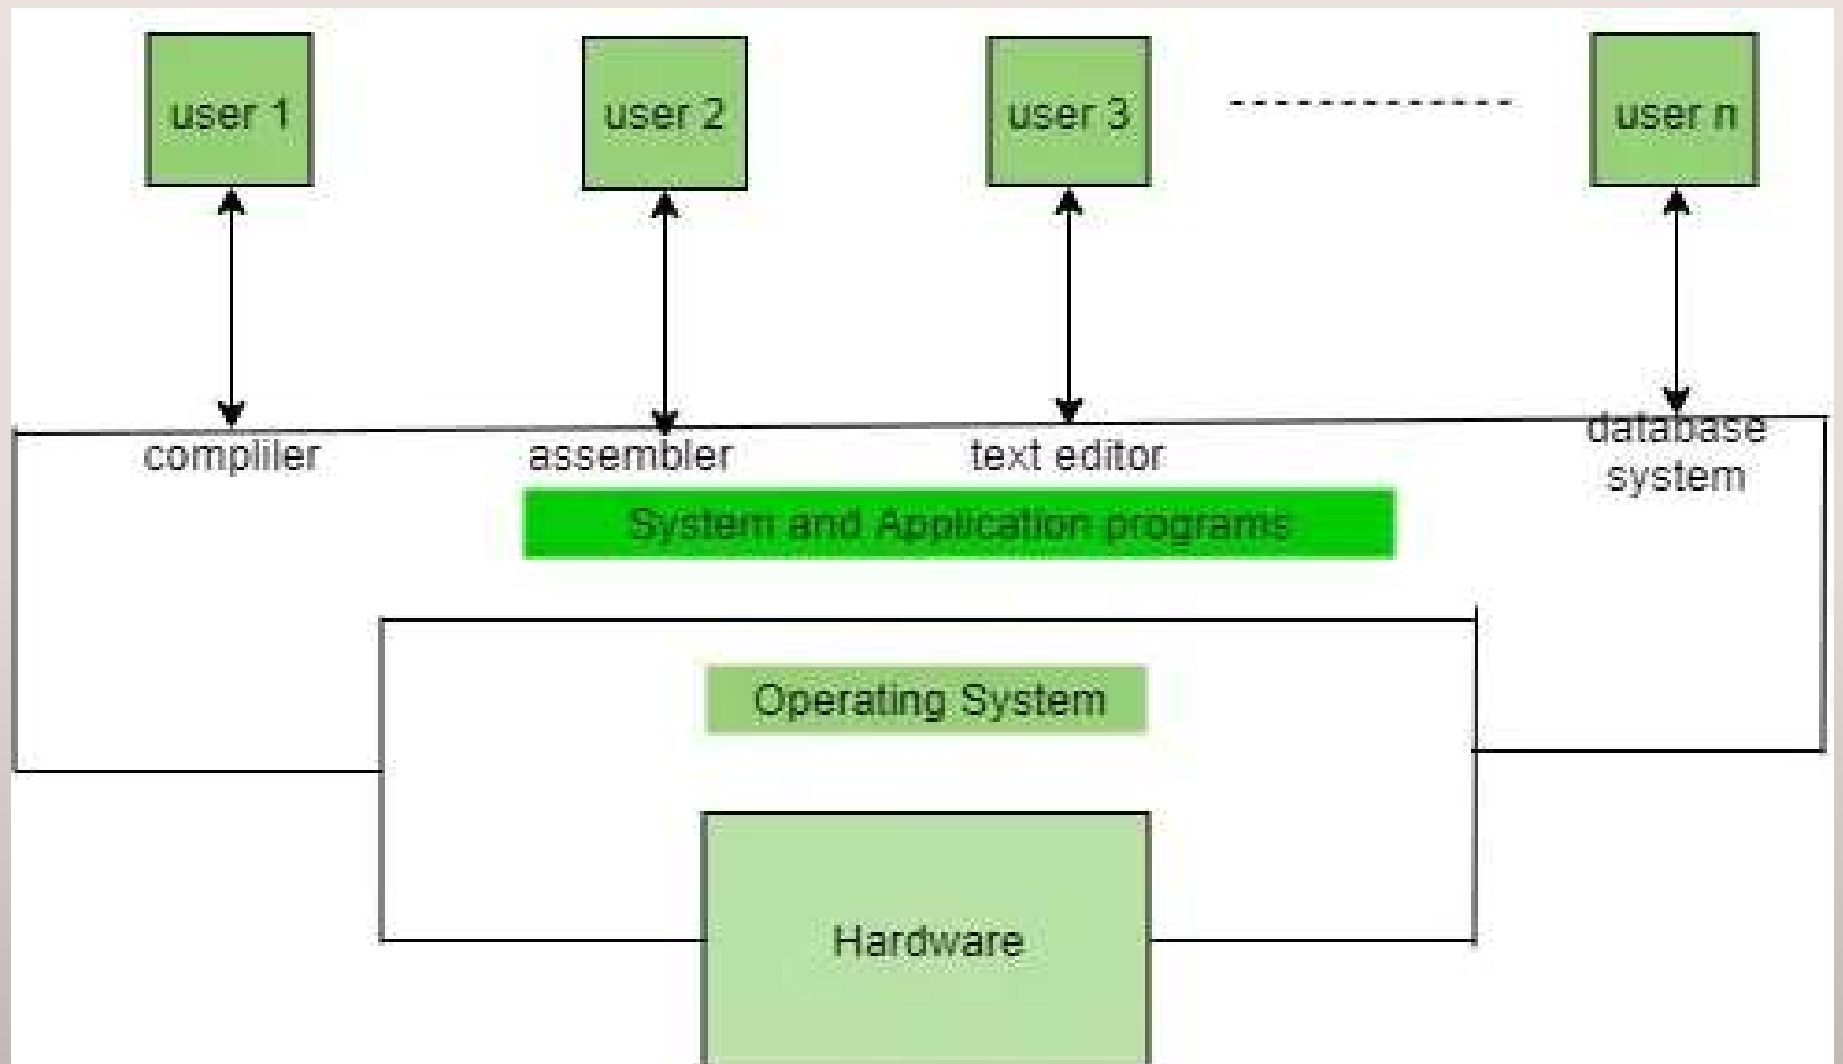 user 1
user 2
user 3
user n
compiler
assembler
text editor
database
system
System and Application programs
Operating System
Hardware